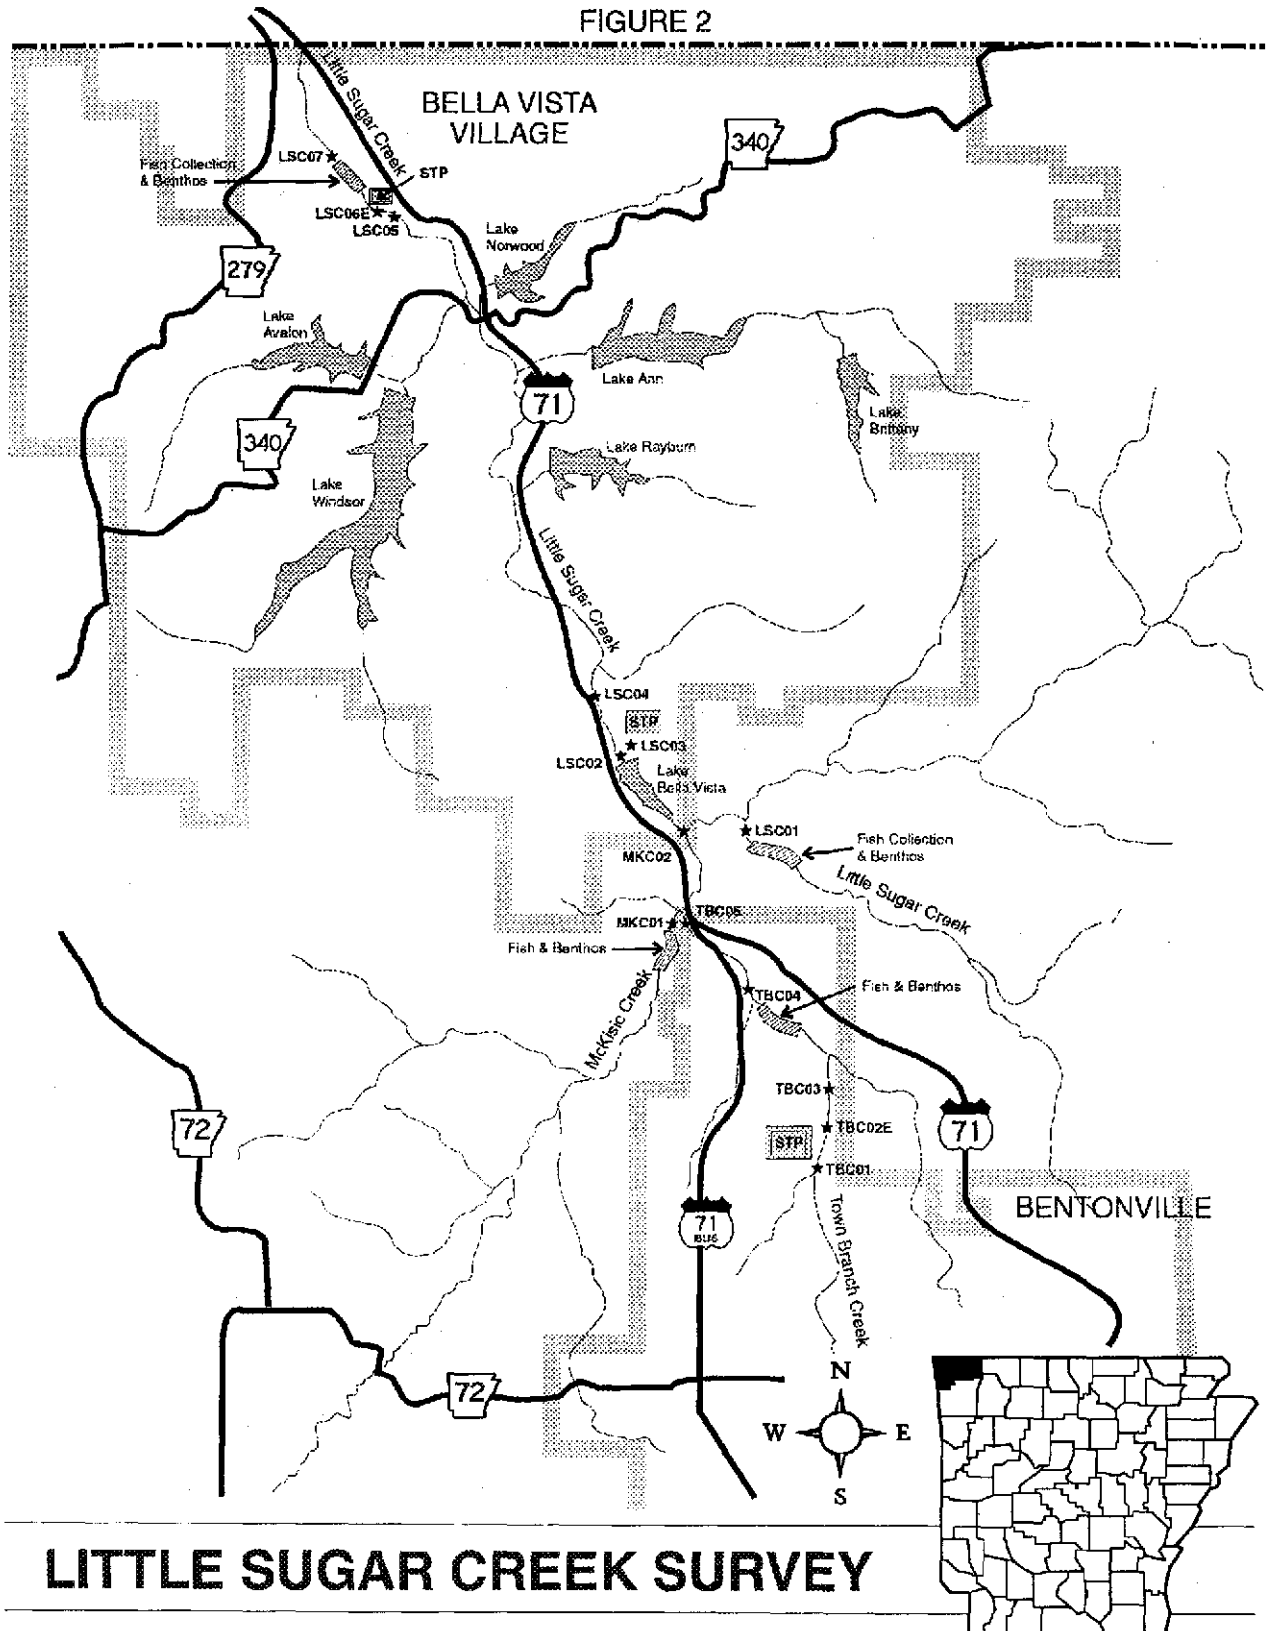 FIGURE 2
Little Sugar Creek
BELLA VISTA
VILLAGE
340
LSC07
Fish Collection
& Benthos
STP
LSC06E
LSC05
Lake
Norwood
279
Lake
Avalon
Lake Ann
71
Lake
Brittany
340
Lake Rayburn
Lake
Windsor
Little Sugar Creek
LSC04
STP
LSC03
LSC02
Lake
Bella Vista
LSC01
MKC02
Fish Collection
& Benthos
Little Sugar Creek
TBC05
MKC01
Fish & Benthos
McKisic Creek
TBC04
Fish & Benthos
TBC03
72
71
TBC02E
STP
TBC01
BENTONVILLE
71
BUS
Town Branch Creek
N
72
W
E
S
LITTLE SUGAR CREEK SURVEY